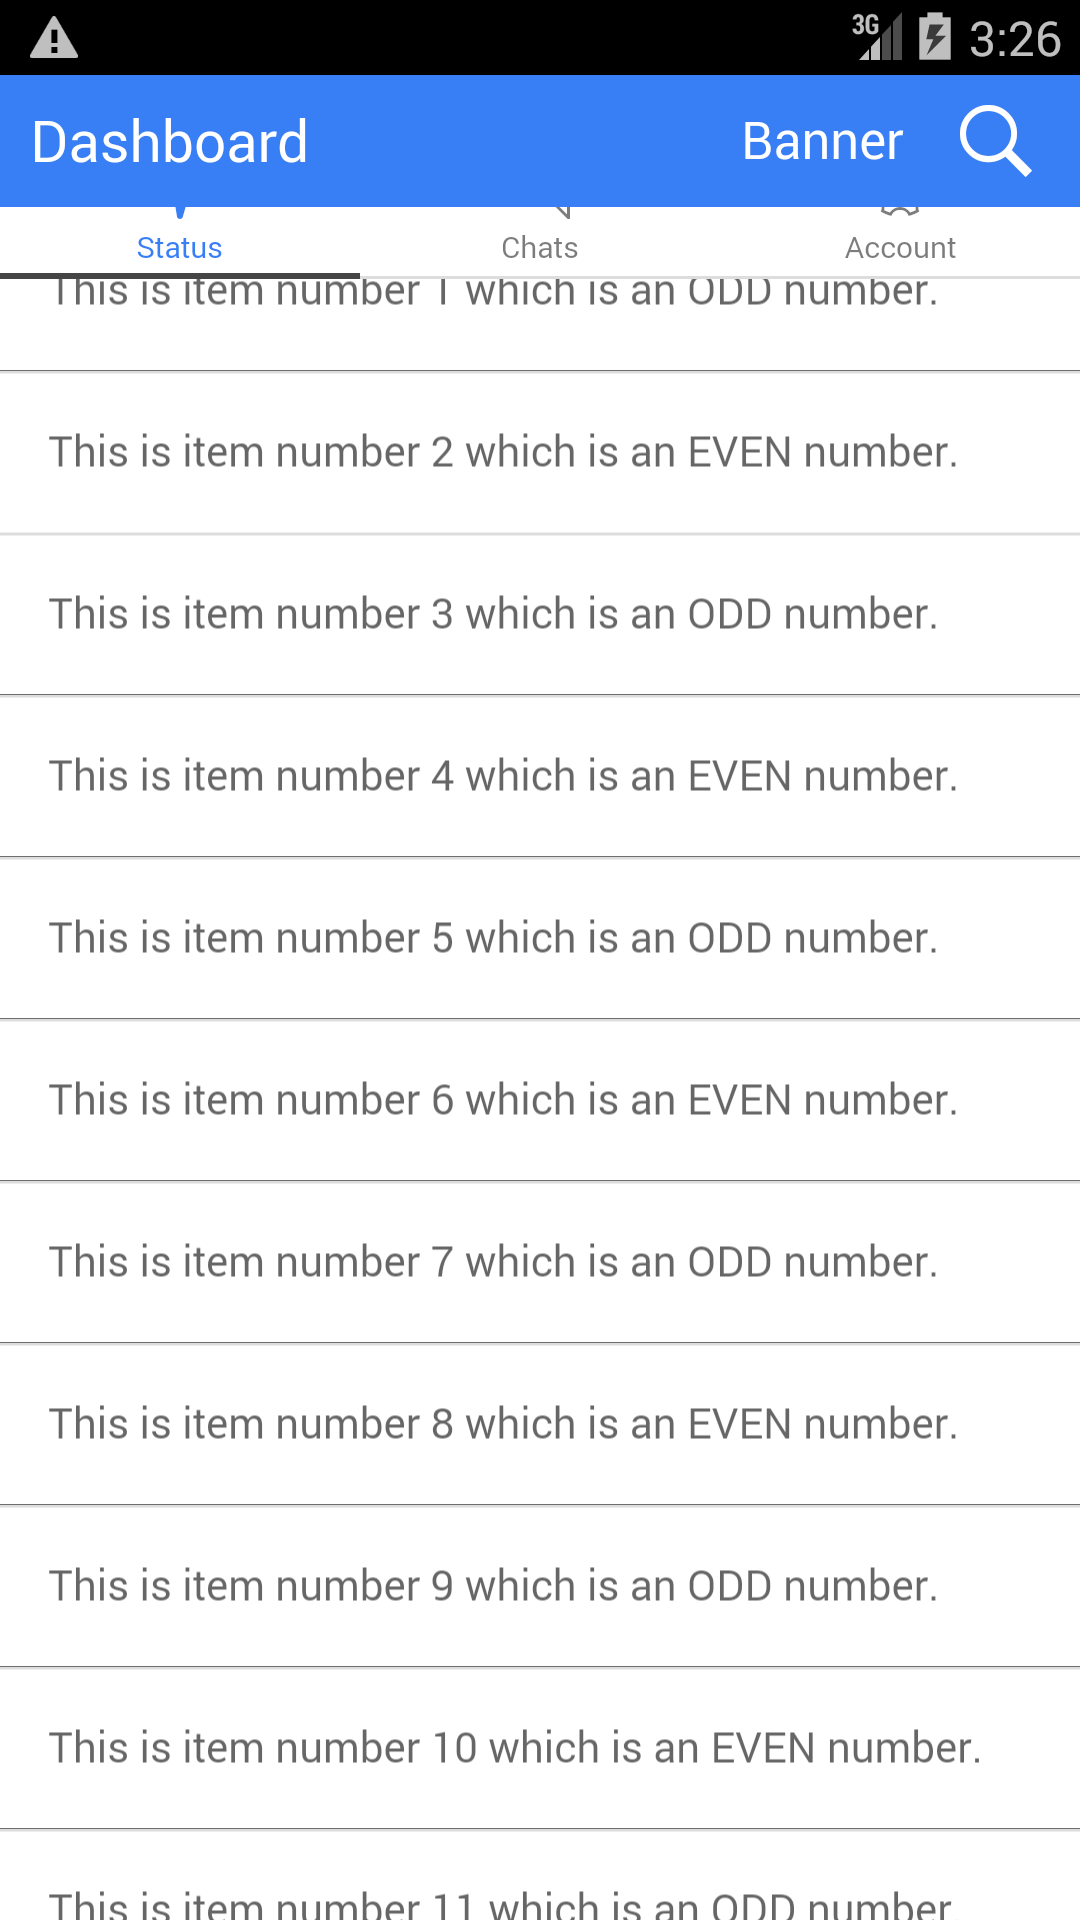 3G 3:26
Dashboard Banner
Status Chats Account
This is item number 1 which is an ODD number.
This is item number 2 which is an EVEN number.
This is item number 3 which is an ODD number.
This is item number 4 which is an EVEN number.
This is item number 5 which is an ODD number.
This is item number 6 which is an EVEN number.
This is item number 7 which is an ODD number.
This is item number 8 which is an EVEN number.
This is item number 9 which is an ODD number.
This is item number 10 which is an EVEN number.
This is item number 11 which is an ODD number.